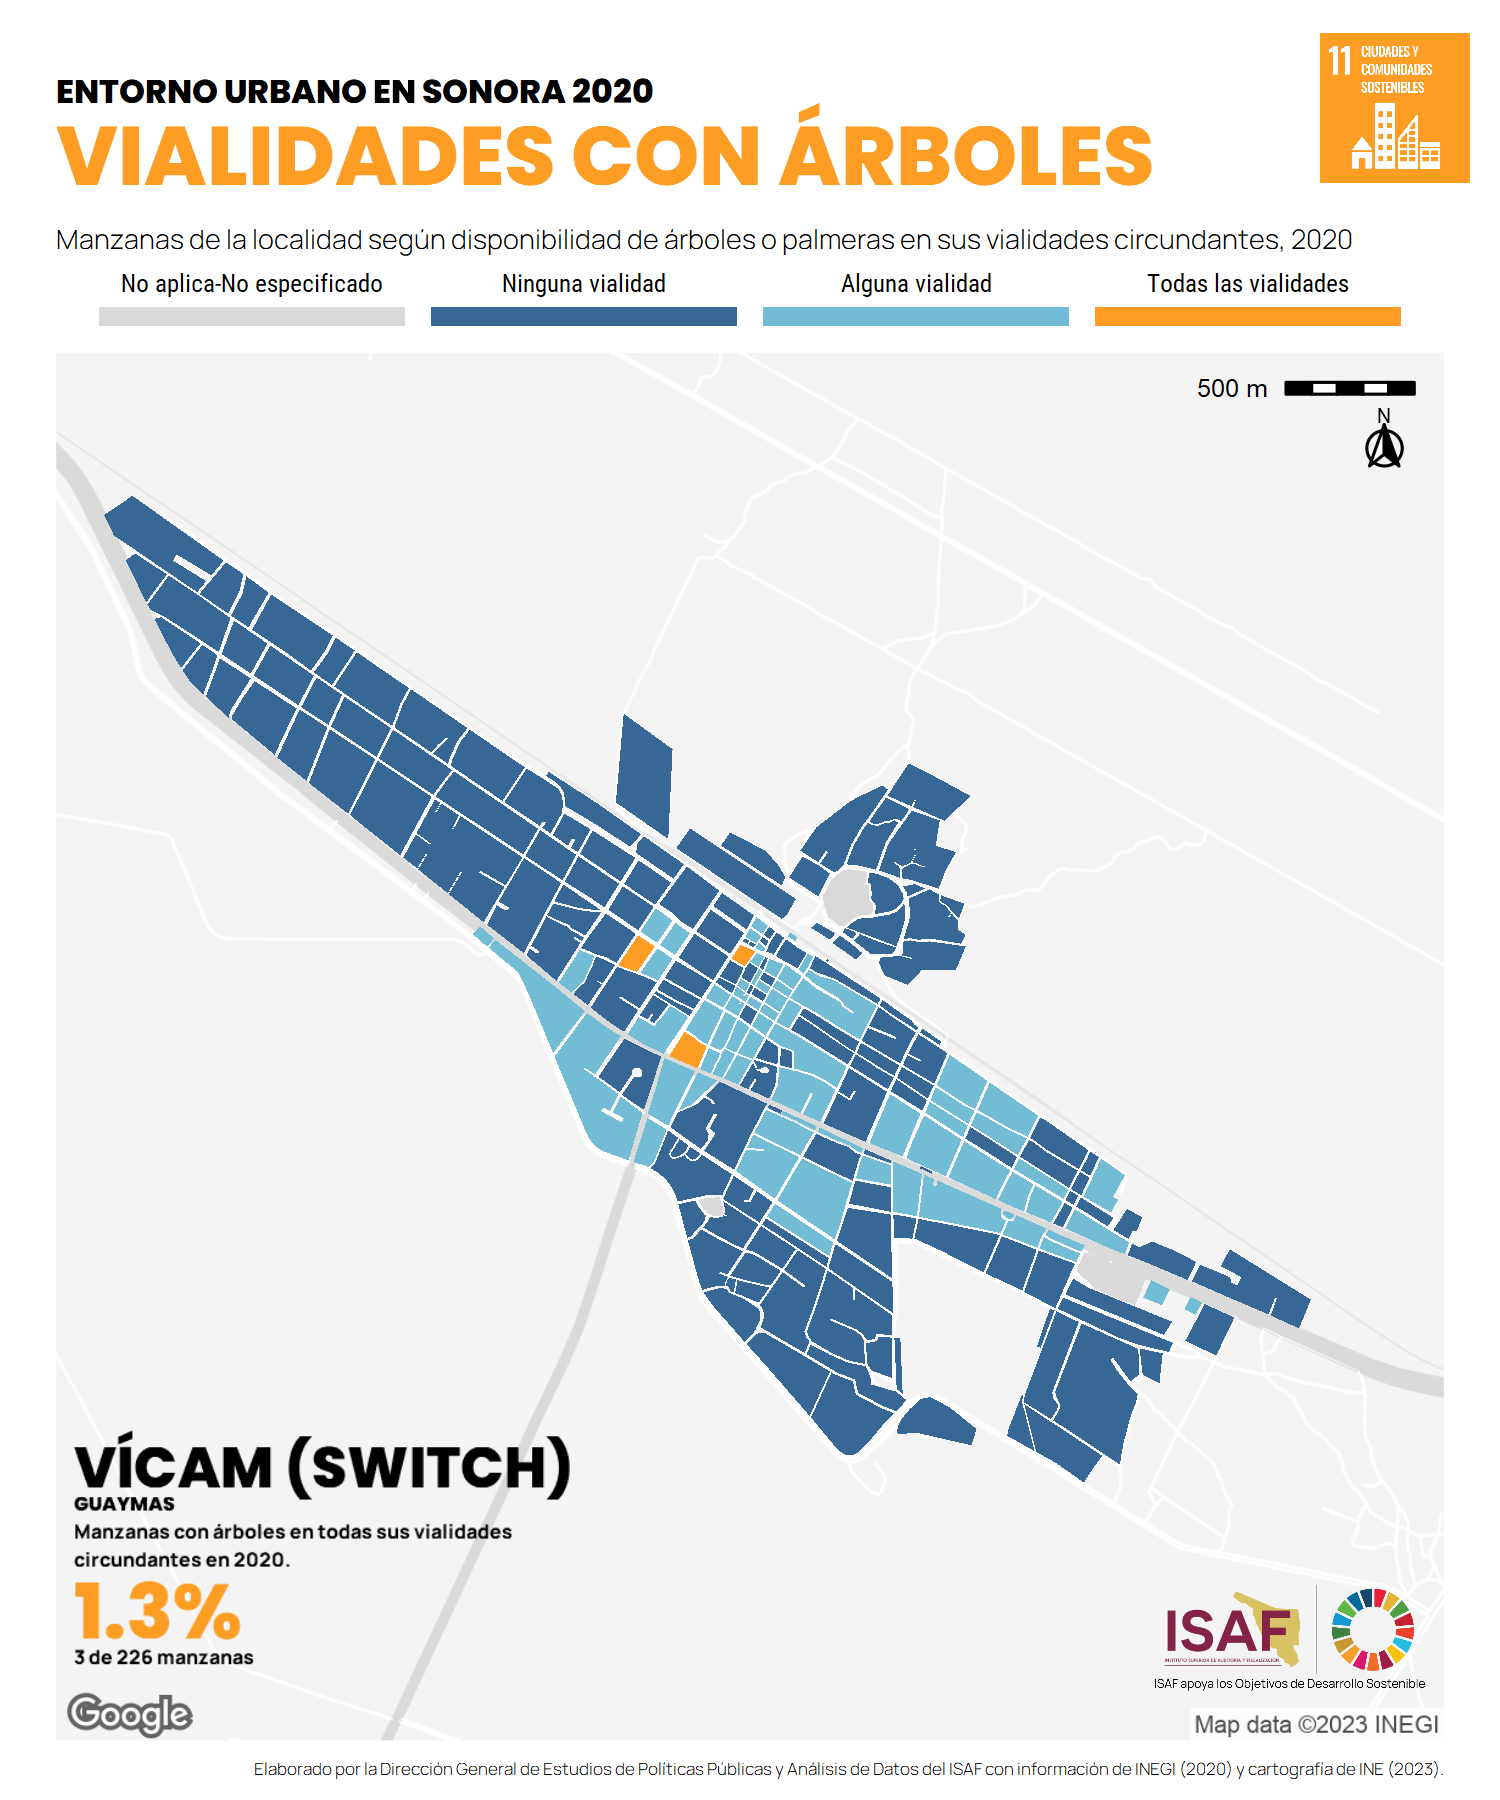 ENTORNO URBANO EN SONORA 2020
VIALIDADES CON ÁRBOLES
11 CIUDADES Y
COMUNIDADES
SOSTENIBLES
Manzanas de la localidad según disponibilidad de árboles o palmeras en sus vialidades circundantes, 2020
No aplica-No especificado
Ninguna vialidad
Alguna vialidad
Todas las vialidades
500 m
N
VÍCAM (SWITCH)
GUAYMAS
Manzanas con árboles en todas sus vialidades
circundantes en 2020.
1.3%
3 de 226 manzanas
Google
ISAF
INSTITUTO SUPERIOR DE AUDITORÍA Y FISCALIZACIÓN
ISAF apoya los Objetivos de Desarrollo Sostenible
Map data ©2023 INEGI
Elaborado por la Dirección General de Estudios de Políticas Públicas y Análisis de Datos del ISAF con información de INEGI (2020) y cartografía de INE (2023).